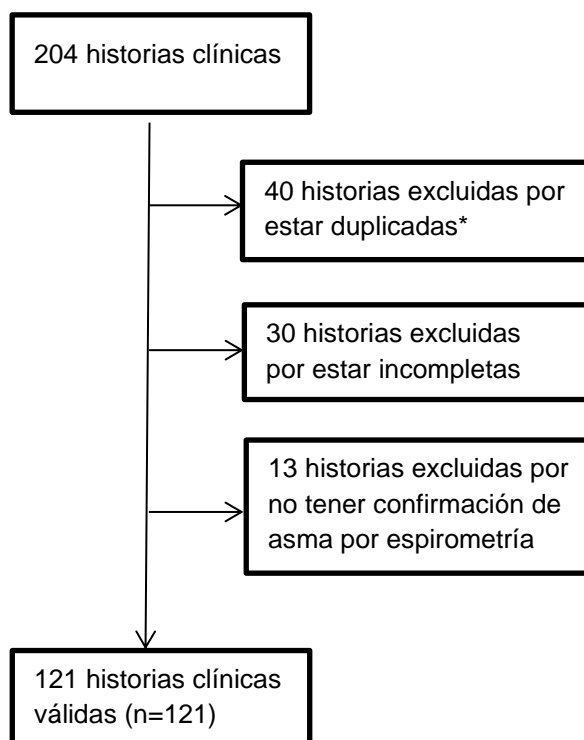 204 historias clínicas
40 historias excluidas por
estar duplicadas*
30 historias excluidas
por estar incompletas
13 historias excluidas por
no tener confirmación de
asma por espirometría
121 historias clínicas
válidas (n=121)